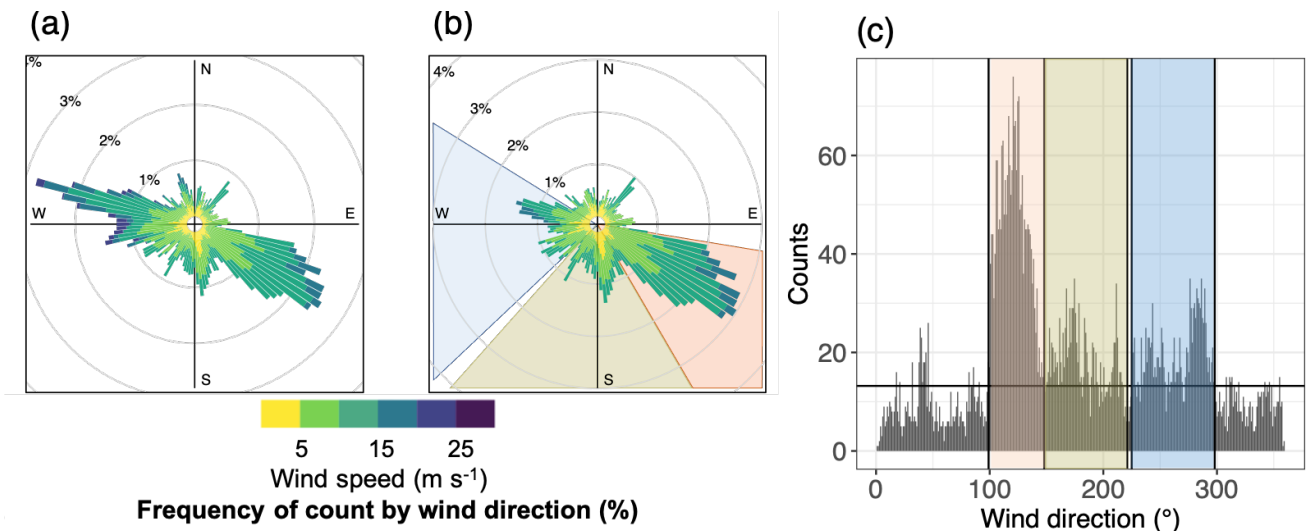 (a)
(b)
(c)
%
3%
2%
1%
N
W
E
S
4%
3%
2%
1%
N
W
E
S
5
15
25
Wind speed (m s-1)
Frequency of count by wind direction (%)
Counts
60
40
20
0
0
100
200
300
Wind direction (°)